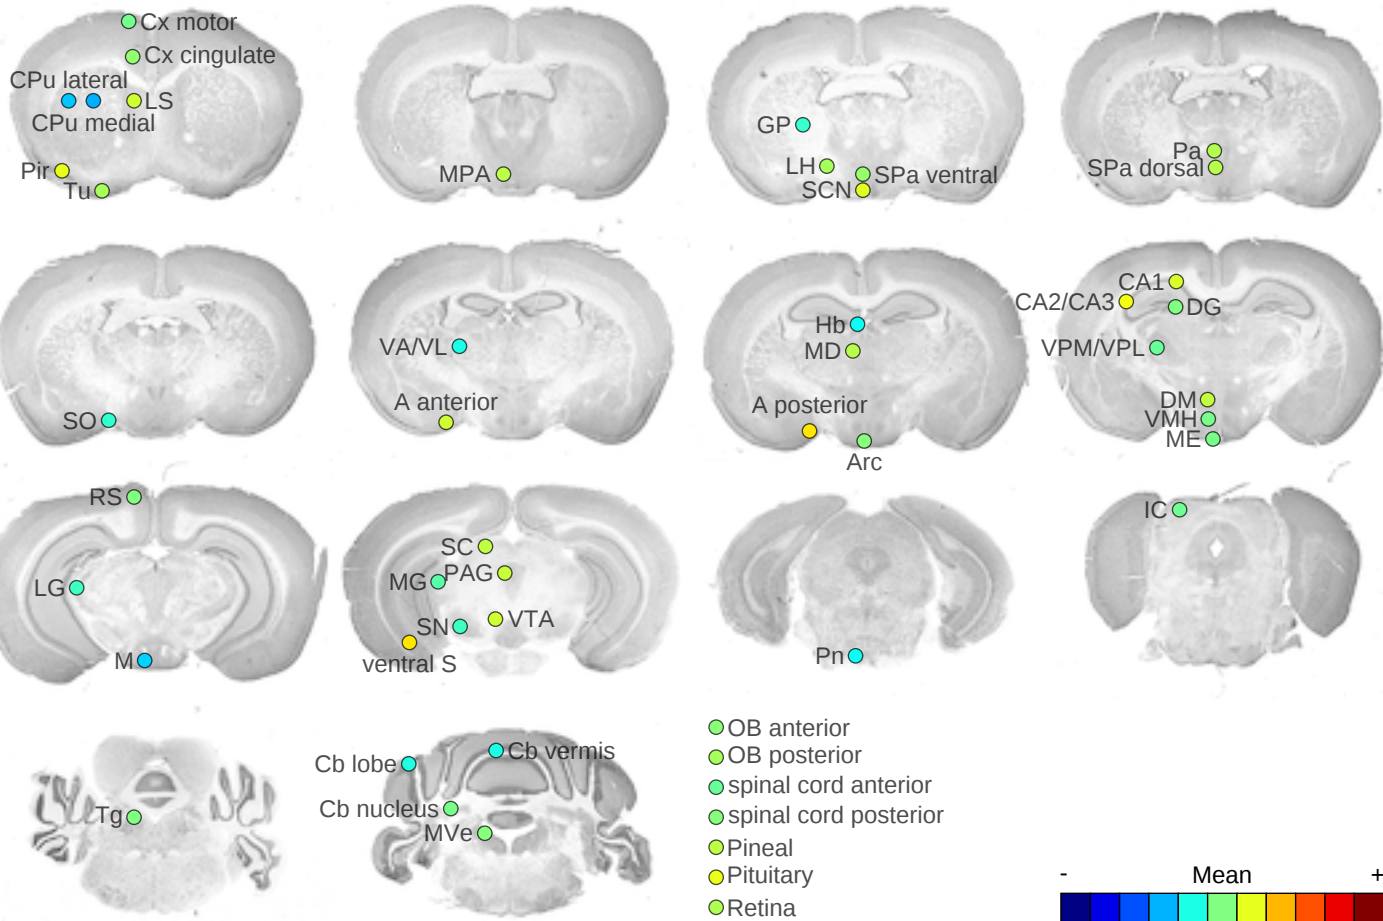 Cx motor
Cx cingulate
CPu lateral
LS
CPu medial
Pir
Tu
MPA
GP
LH
SPa ventral
SCN
Pa
SPa dorsal
SO
VA/VL
A anterior
Hb
MD
A posterior
Arc
CA1
CA2/CA3
DG
VPM/VPL
DM
VMH
ME
RS
LG
M
SC
MG
PAG
SN
VTA
ventral S
Pn
IC
Tg
Cb lobe
Cb vermis
Cb nucleus
MVe
OB anterior
OB posterior
spinal cord anterior
spinal cord posterior
Pineal
Pituitary
Retina
- Mean +